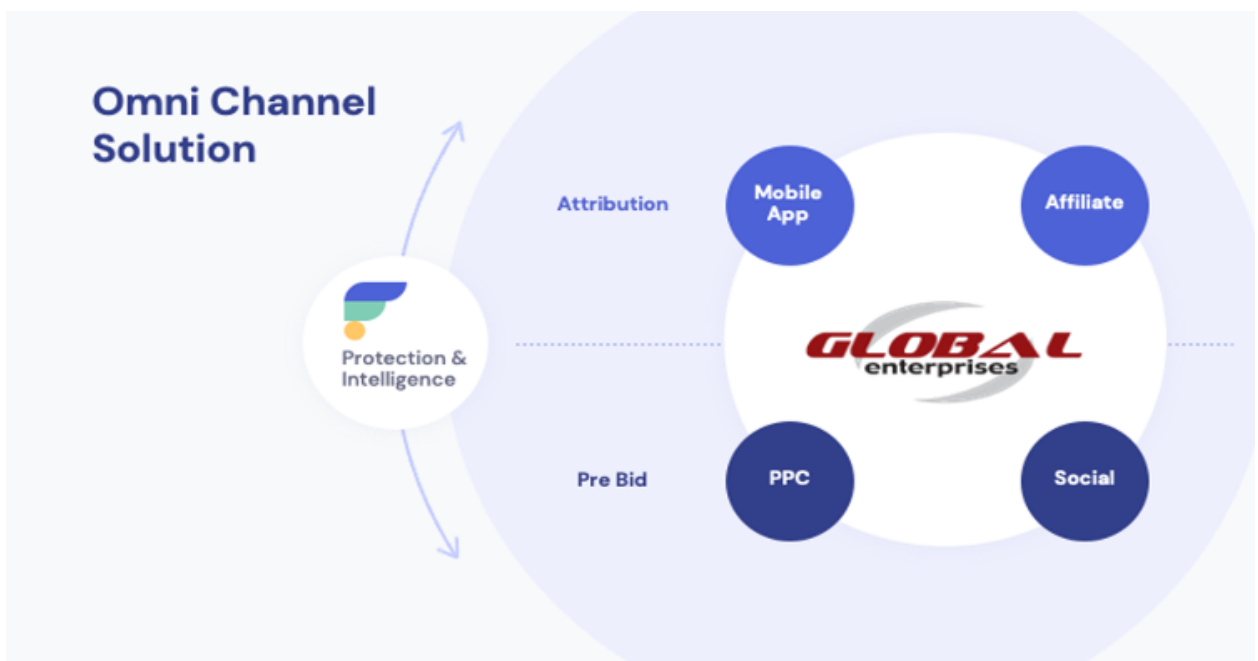 Omni Channel
Solution
Attribution
Mobile
App
Affiliate
Protection &
Intelligence
GLOBAL
enterprises
Pre Bid
PPC
Social